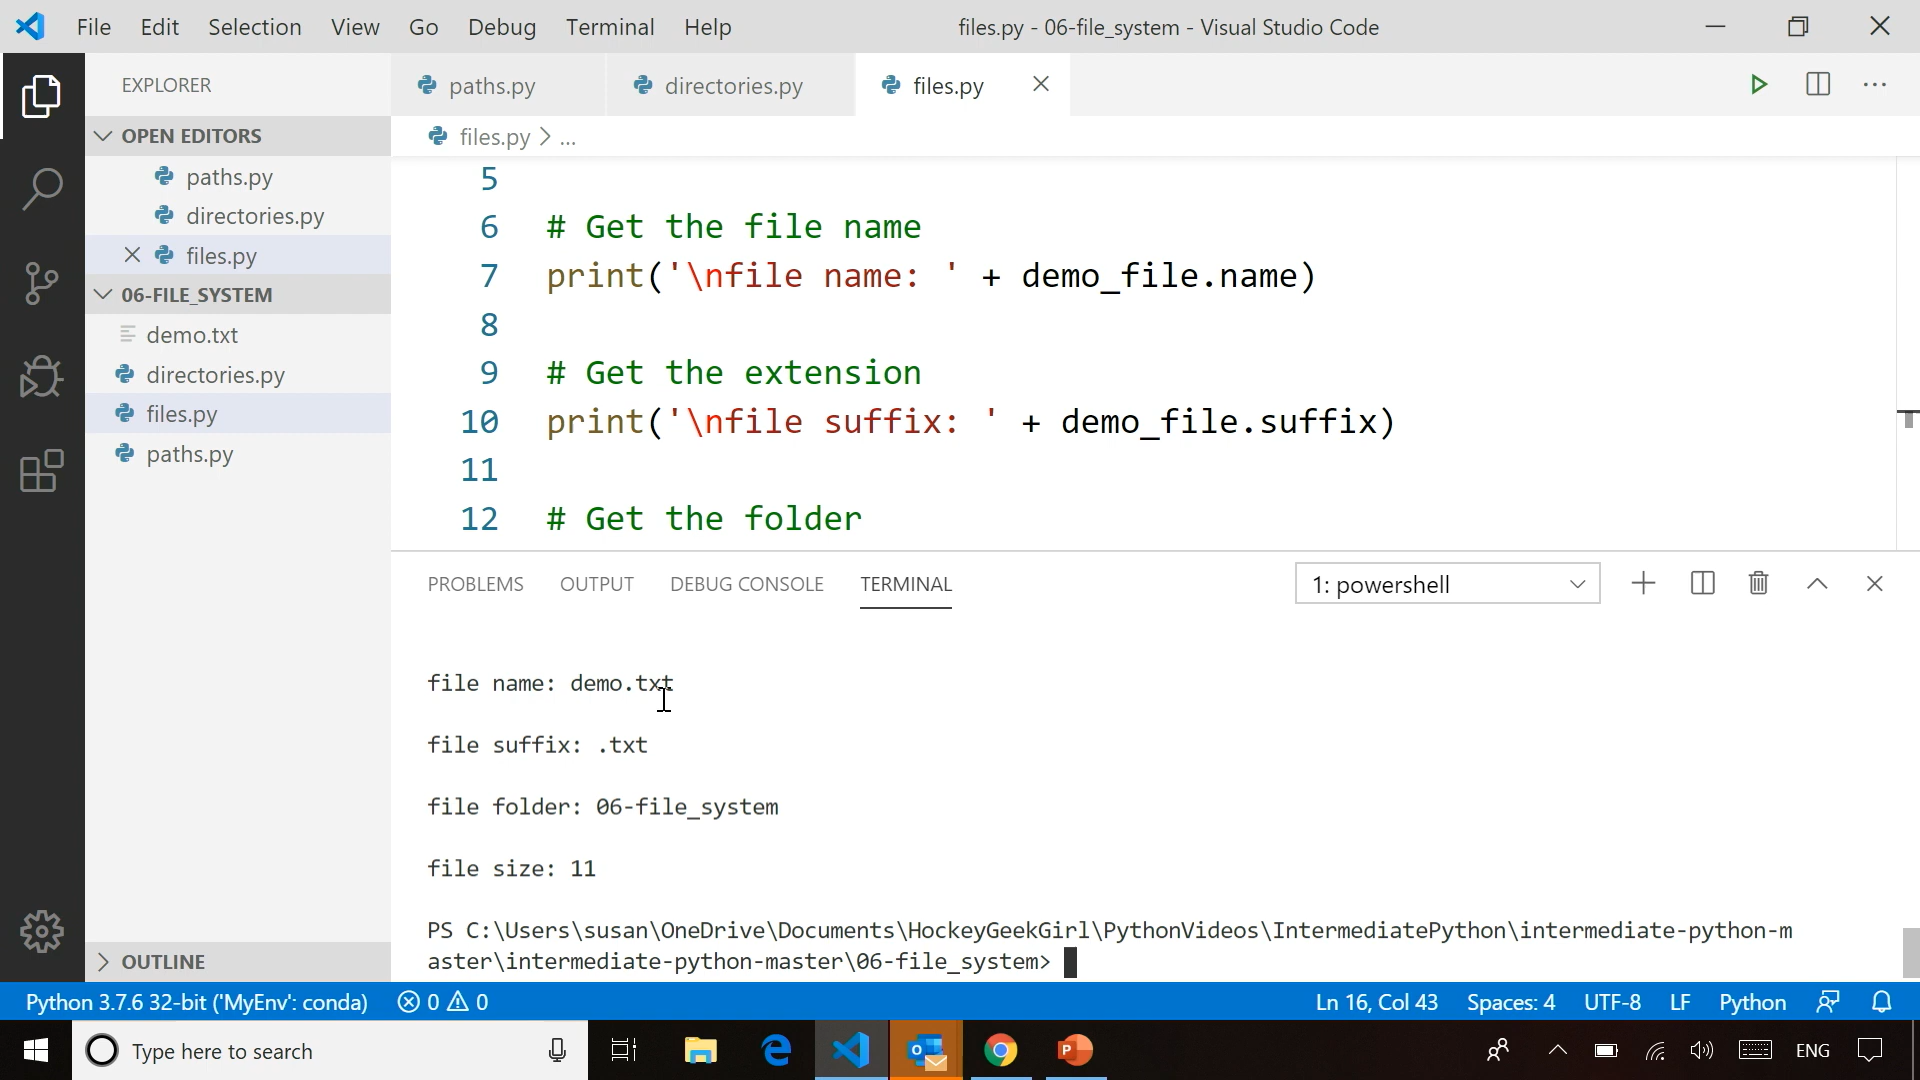 File Edit Selection View Go Debug Terminal Help
files.py - 06-file_system - Visual Studio Code
EXPLORER
OPEN EDITORS
paths.py
directories.py
files.py
06-FILE_SYSTEM
demo.txt
directories.py
files.py
paths.py
OUTLINE
paths.py directories.py files.py
files.py > ...
5
6 # Get the file name
7 print('\nfile name: ' + demo_file.name)
8
9 # Get the extension
10 print('\nfile suffix: ' + demo_file.suffix)
11
12 # Get the folder
PROBLEMS OUTPUT DEBUG CONSOLE TERMINAL
1: powershell
file name: demo.txt
file suffix: .txt
file folder: 06-file_system
file size: 11
PS C:\Users\susan\OneDrive\Documents\HockeyGeekGirl\PythonVideos\IntermediatePython\intermediate-python-m
aster\intermediate-python-master\06-file_system>
Python 3.7.6 32-bit ('MyEnv': conda) 0 0
Ln 16, Col 43 Spaces: 4 UTF-8 LF Python
Type here to search
ENG